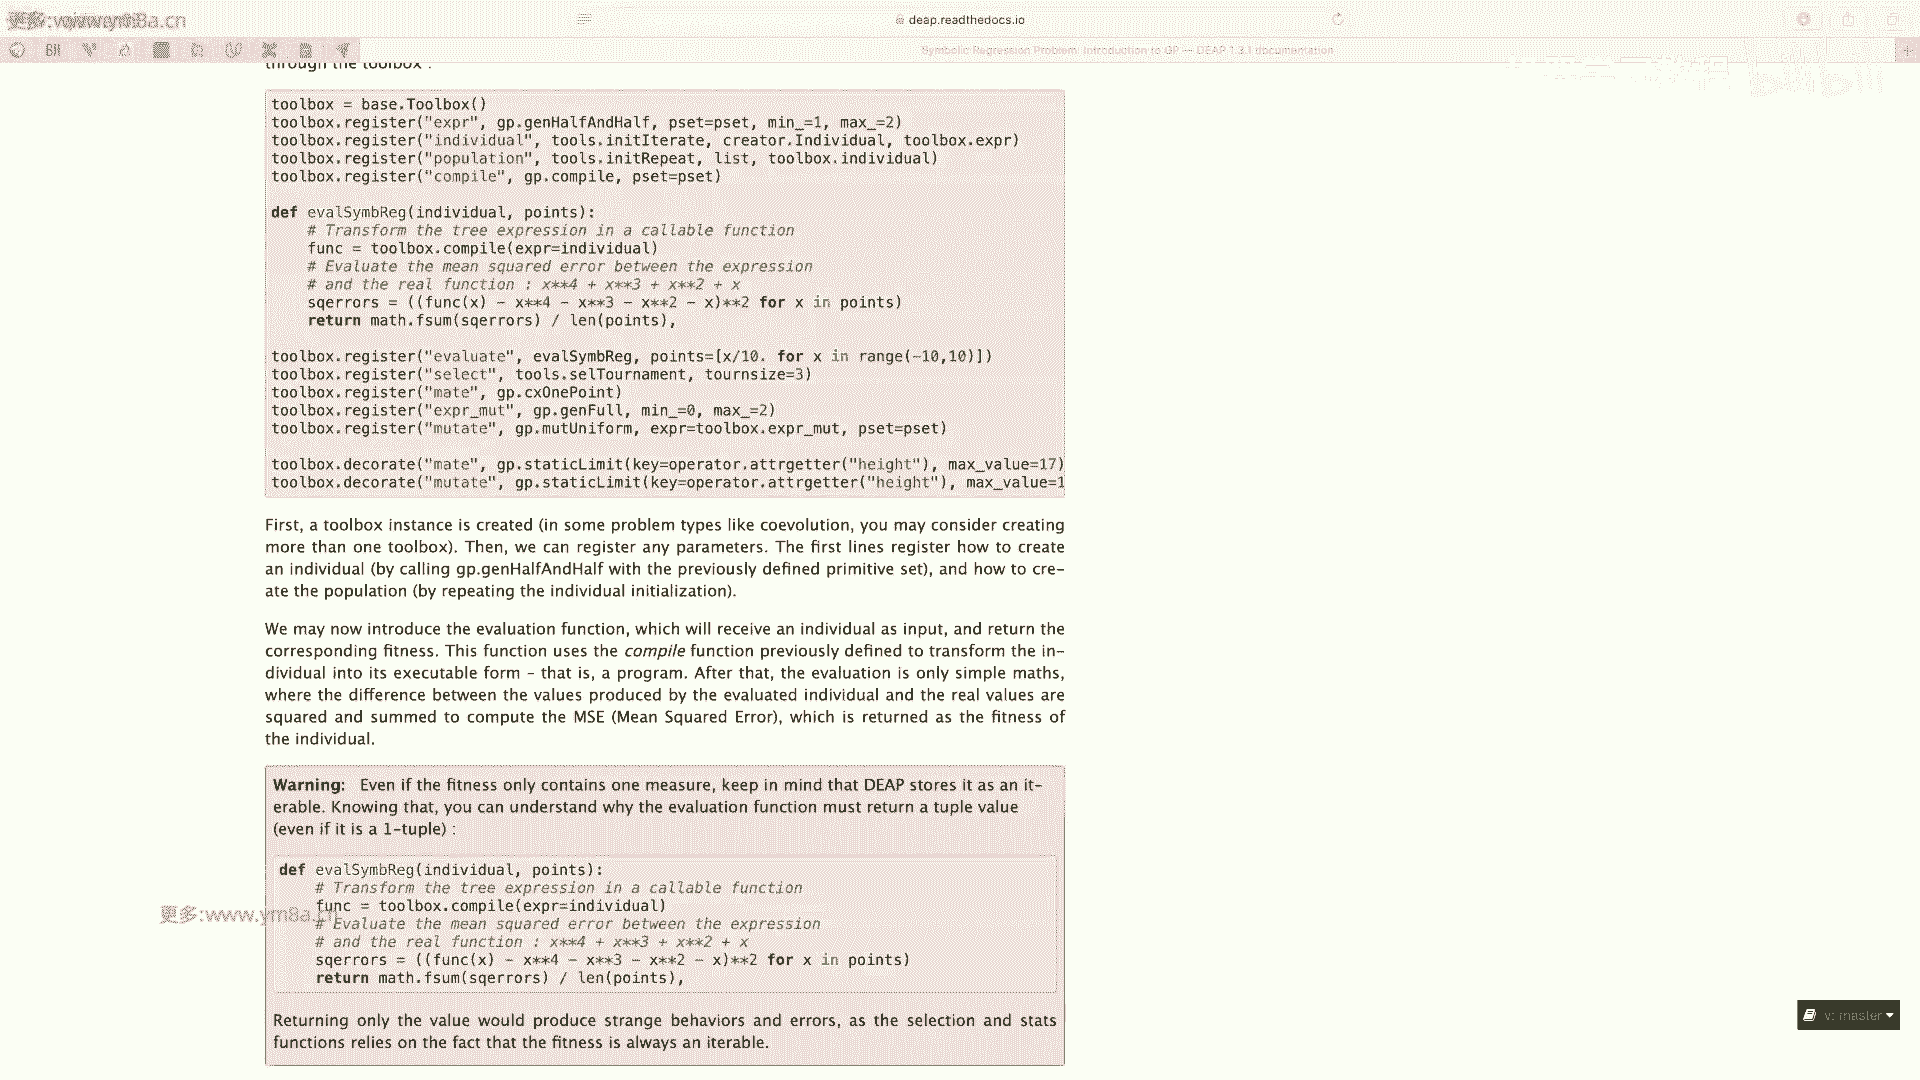 更多:www.ym8a.cn
deap.readthedocs.io
Symbolic Regression Problem: Introduction to GP — DEAP 1.3.1 documentation
through the toolbox :
toolbox = base.Toolbox()
toolbox.register("expr", gp.genHalfAndHalf, pset=pset, min_=1, max_=2)
toolbox.register("individual", tools.initIterate, creator.Individual, toolbox.expr)
toolbox.register("population", tools.initRepeat, list, toolbox.individual)
toolbox.register("compile", gp.compile, pset=pset)
def evalSymbReg(individual, points):
# Transform the tree expression in a callable function
func = toolbox.compile(expr=individual)
# Evaluate the mean squared error between the expression
# and the real function : x**4 + x**3 + x**2 + x
sqerrors = ((func(x) - x**4 - x**3 - x**2 - x)**2 for x in points)
return math.fsum(sqerrors) / len(points),
toolbox.register("evaluate", evalSymbReg, points=[x/10. for x in range(-10,10)])
toolbox.register("select", tools.selTournament, tournsize=3)
toolbox.register("mate", gp.cxOnePoint)
toolbox.register("expr_mut", gp.genFull, min_=0, max_=2)
toolbox.register("mutate", gp.mutUniform, expr=toolbox.expr_mut, pset=pset)
toolbox.decorate("mate", gp.staticLimit(key=operator.attrgetter("height"), max_value=17)
toolbox.decorate("mutate", gp.staticLimit(key=operator.attrgetter("height"), max_value=1
First, a toolbox instance is created (in some problem types like coevolution, you may consider creating
more than one toolbox). Then, we can register any parameters. The first lines register how to create
an individual (by calling gp.genHalfAndHalf with the previously defined primitive set), and how to cre-
ate the population (by repeating the individual initialization).
We may now introduce the evaluation function, which will receive an individual as input, and return the
corresponding fitness. This function uses the compile function previously defined to transform the in-
dividual into its executable form – that is, a program. After that, the evaluation is only simple maths,
where the difference between the values produced by the evaluated individual and the real values are
squared and summed to compute the MSE (Mean Squared Error), which is returned as the fitness of
the individual.
Warning: Even if the fitness only contains one measure, keep in mind that DEAP stores it as an it-
erable. Knowing that, you can understand why the evaluation function must return a tuple value
(even if it is a 1-tuple) :
def evalSymbReg(individual, points):
# Transform the tree expression in a callable function
func = toolbox.compile(expr=individual)
# Evaluate the mean squared error between the expression
# and the real function : x**4 + x**3 + x**2 + x
sqerrors = ((func(x) - x**4 - x**3 - x**2 - x)**2 for x in points)
return math.fsum(sqerrors) / len(points),
更多:www.ym8a.cn
Returning only the value would produce strange behaviors and errors, as the selection and stats
functions relies on the fact that the fitness is always an iterable.
v: master